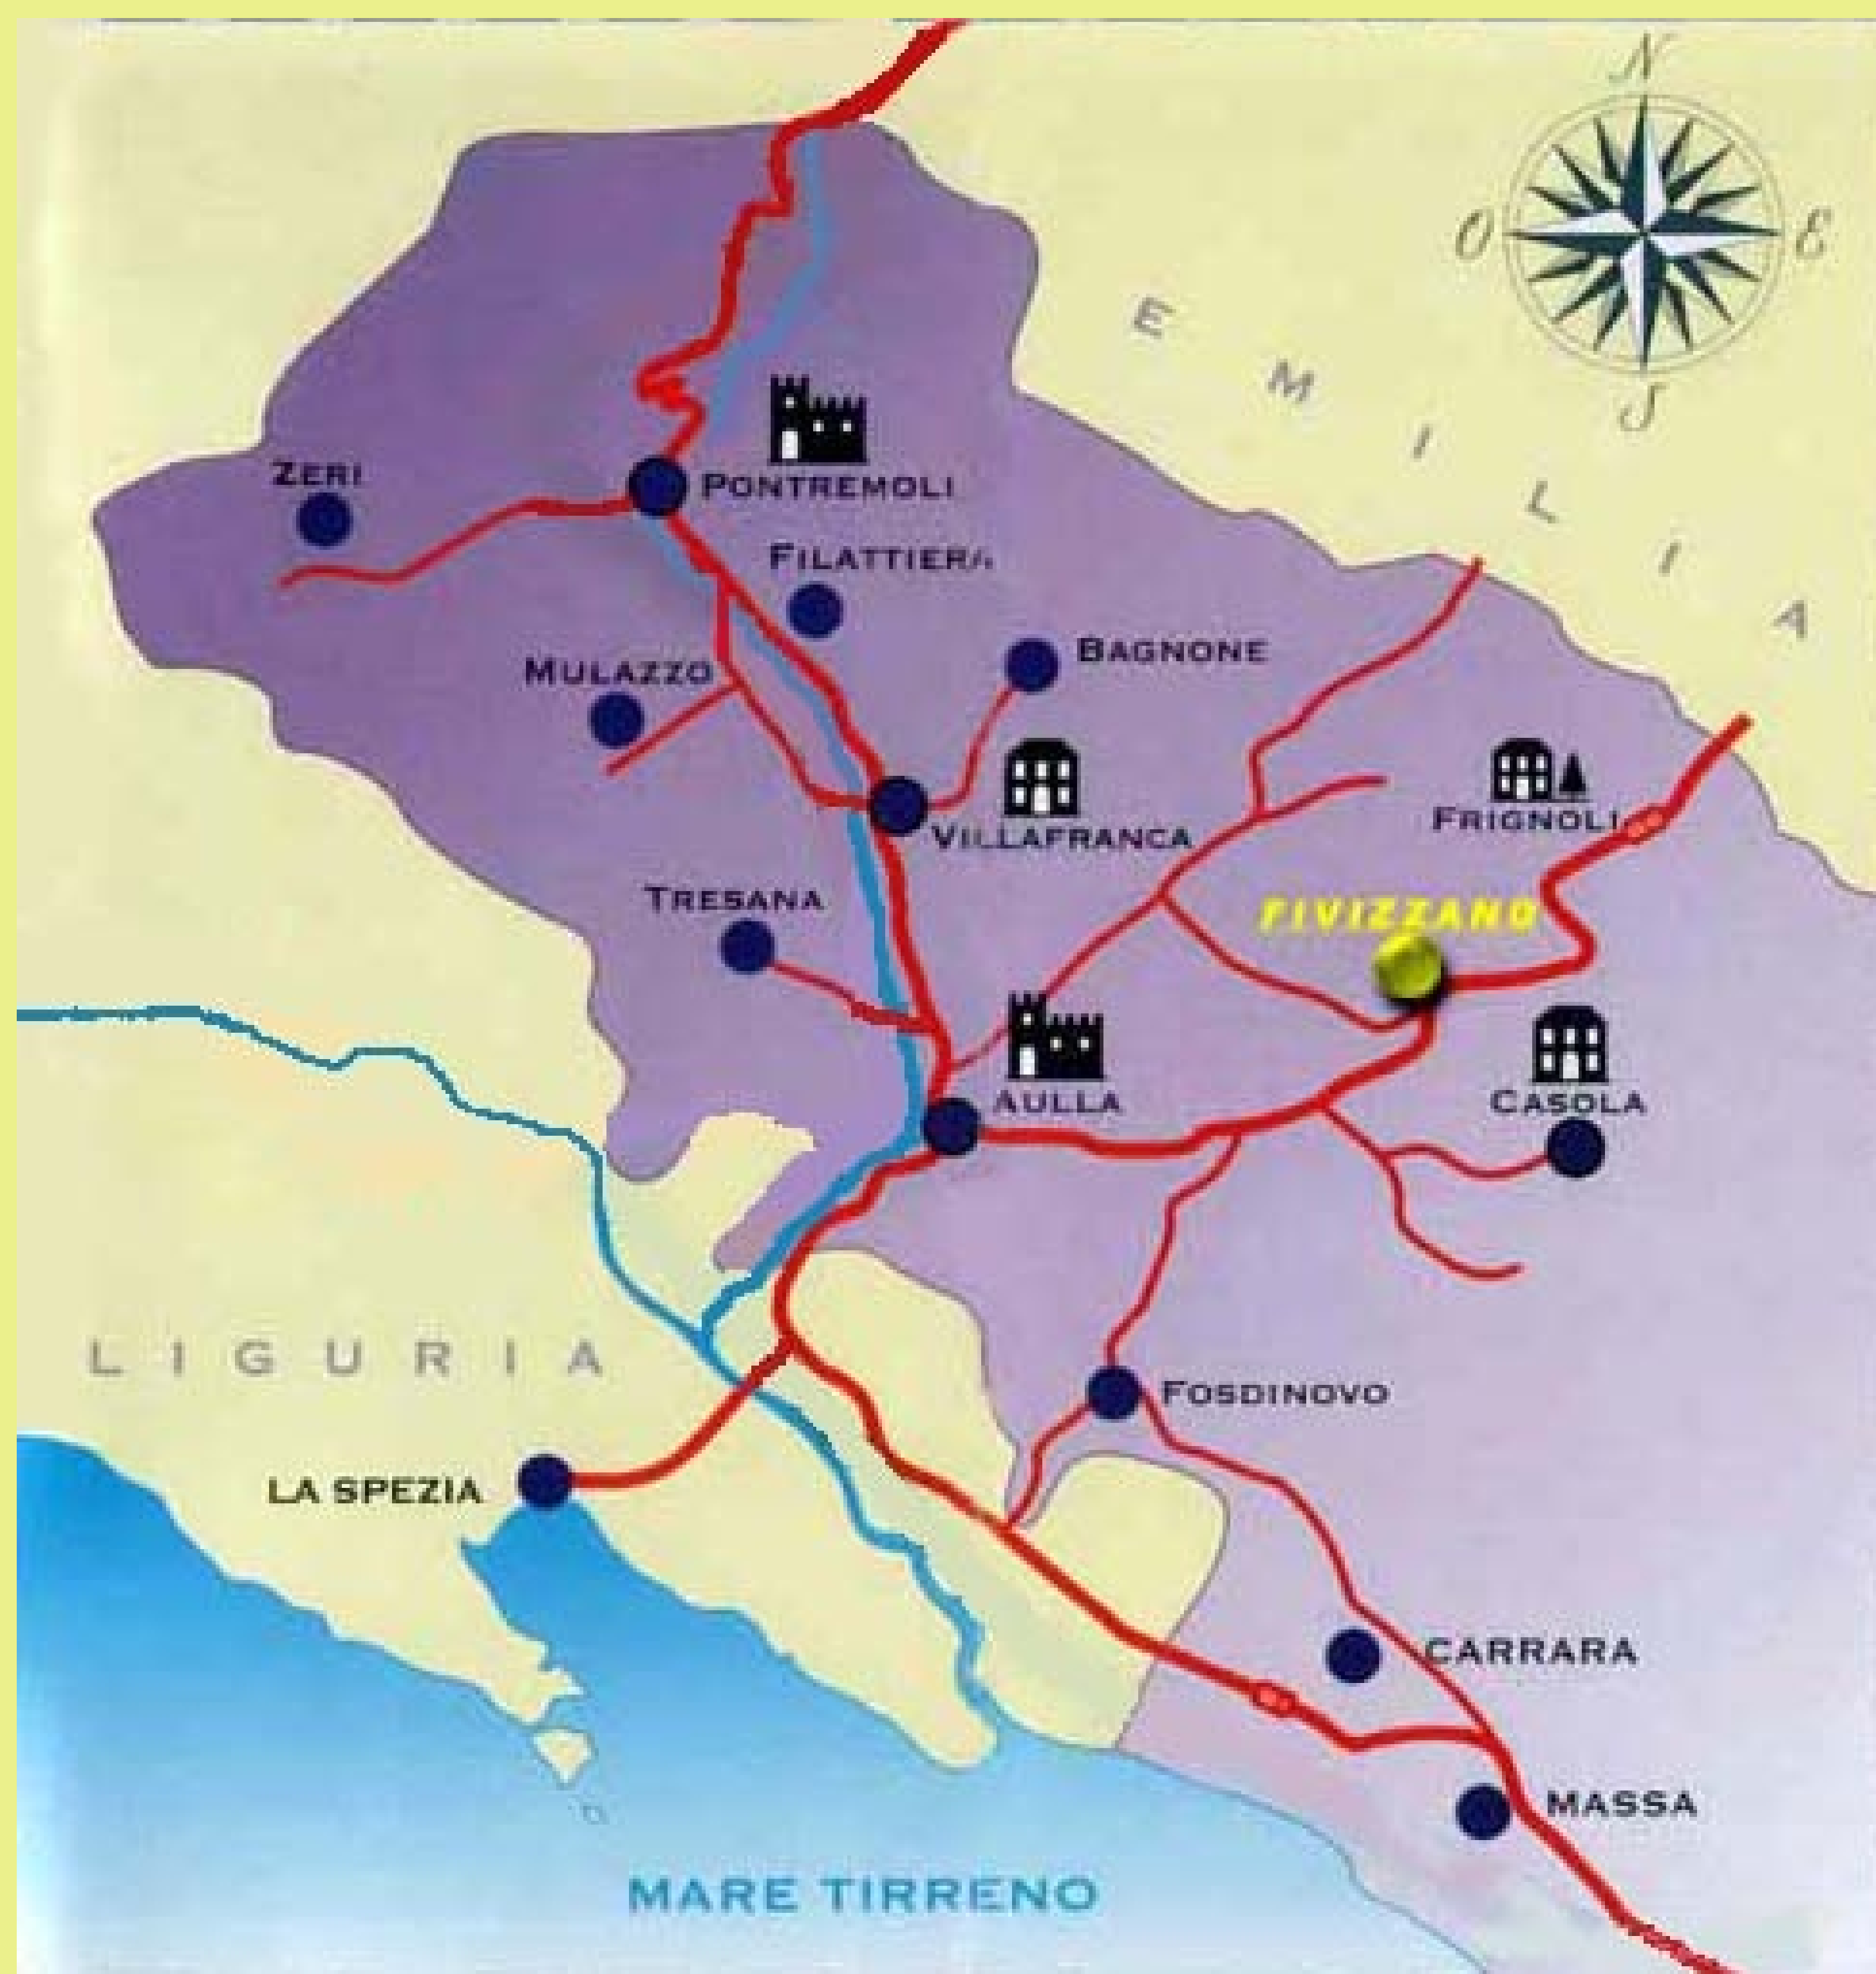 N
O
E
S
E M I L I A
ZERI
PONTREMOLI
FILATTIERA
BAGNONE
MULAZZO
FRIGNOLI
VILLAFRANCA
TRESANA
FIVIZZANO
AULLA
CASOLA
LIGURIA
FOSDINOVO
LA SPEZIA
CARRARA
MASSA
MARE TIRRENO